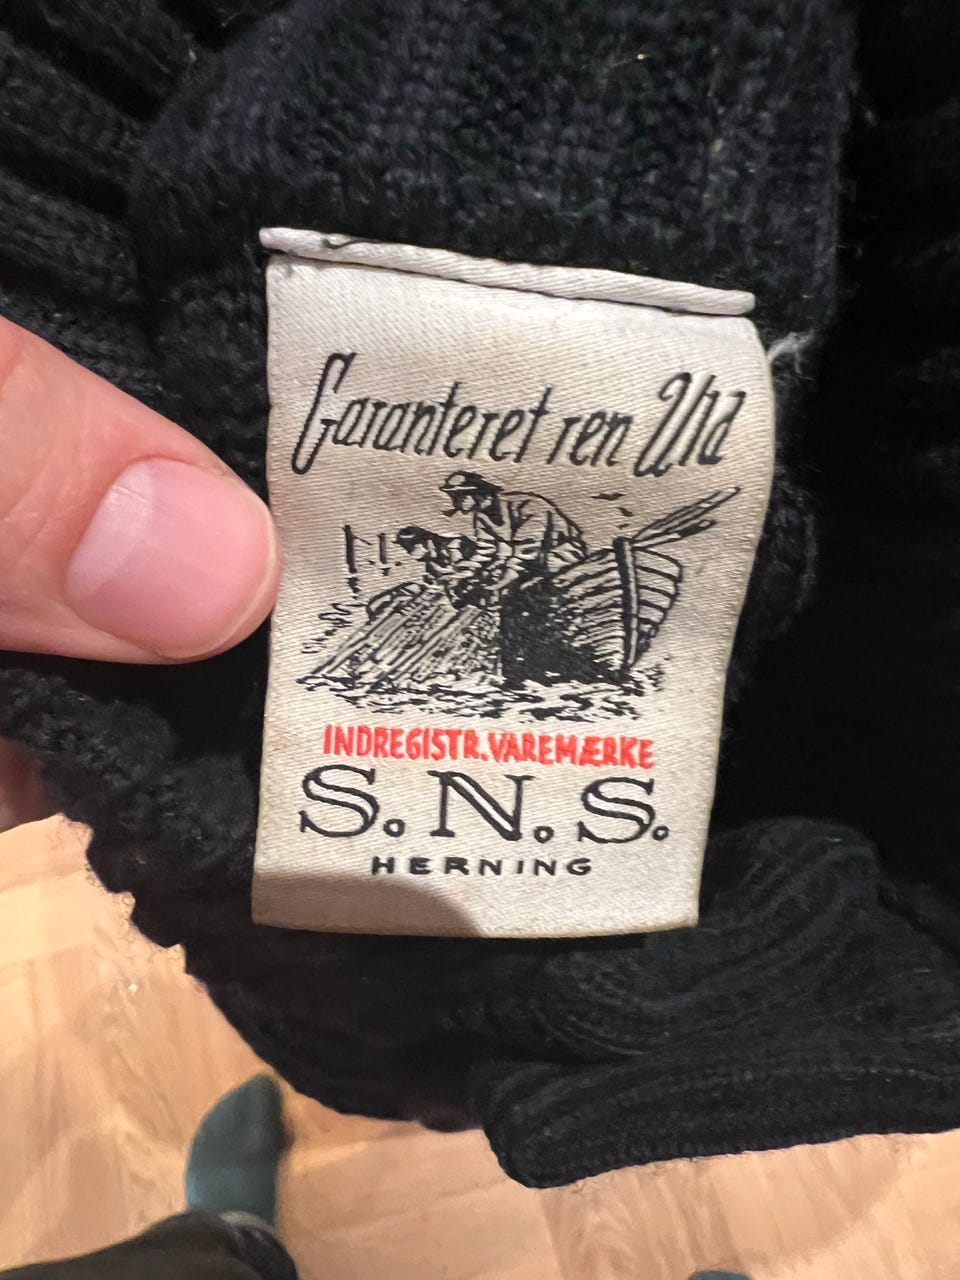 Garanteret ren Uld
INDREGISTR.VAREMÆRKE
S.N.S.
HERNING